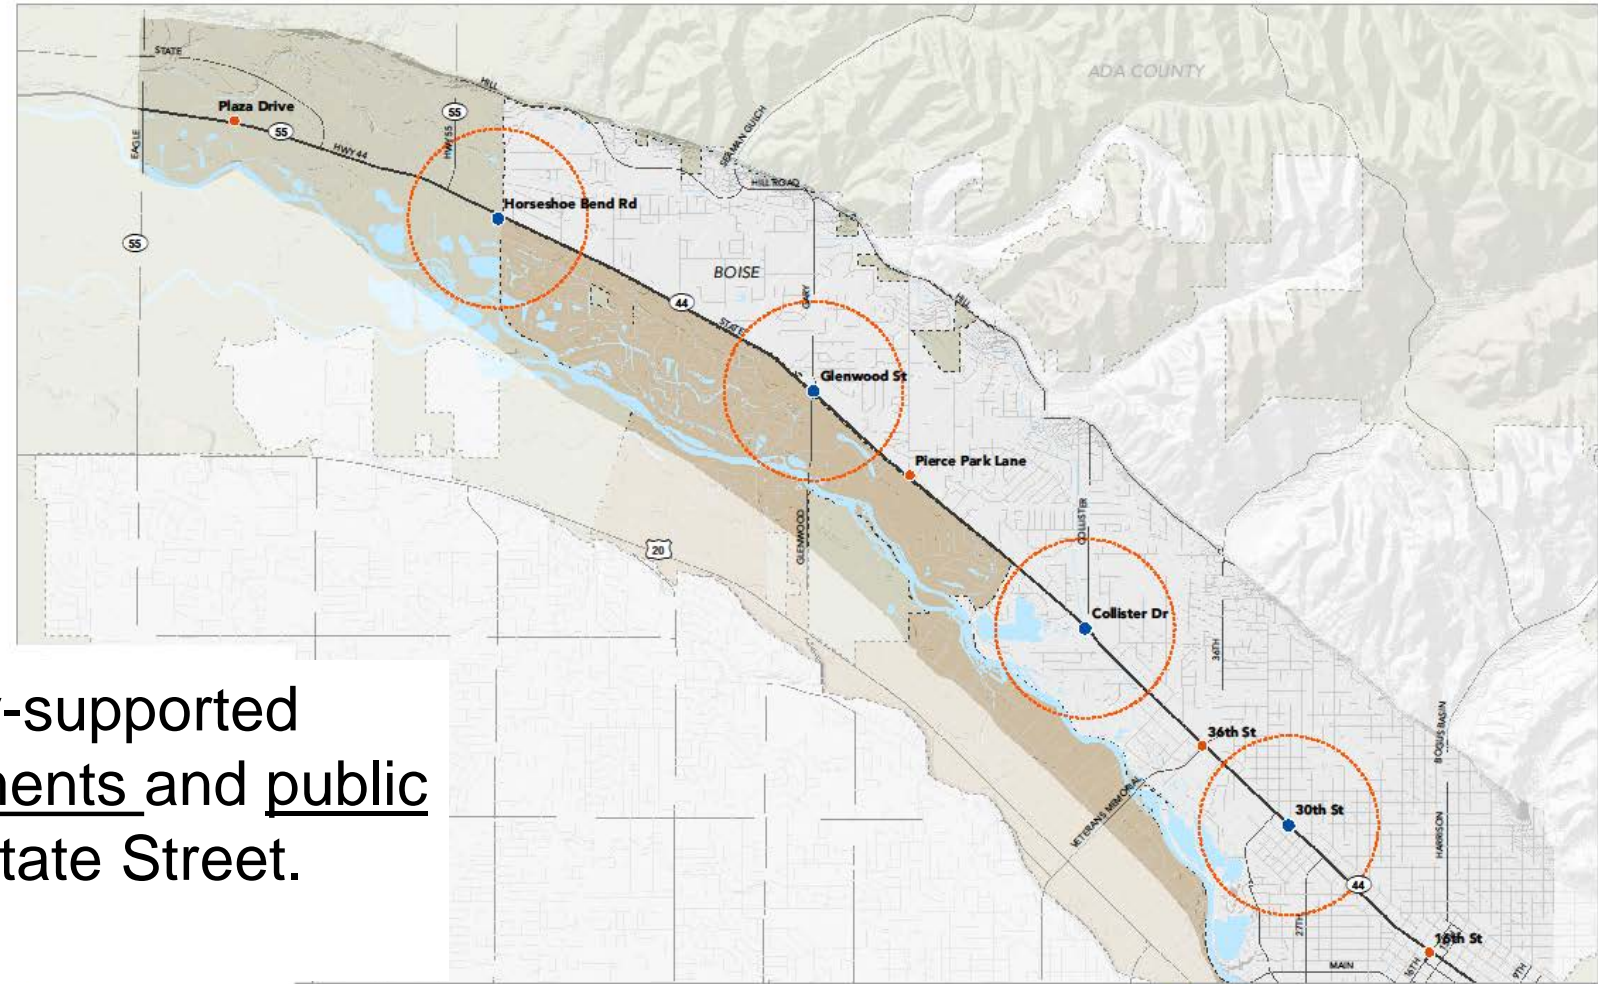 ADA COUNTY
STATE
HILL
Plaza Drive
55
55
HWY 55
EAGLE
HWY 44
SEAMAN GULCH
HILL ROAD
Horseshoe Bend Rd
55
BOISE
GARY
44
STATE
HILL
Glenwood St
Pierce Park Lane
COLLISTER
GLENWOOD
20
Collister Dr
36TH
y-supported
nents and public
tate Street.
36th St
BOGUS BASIN
VETERANS MEMORIAL
30th St
HARRISON
44
27TH
16th St
MAIN
16TH
9TH